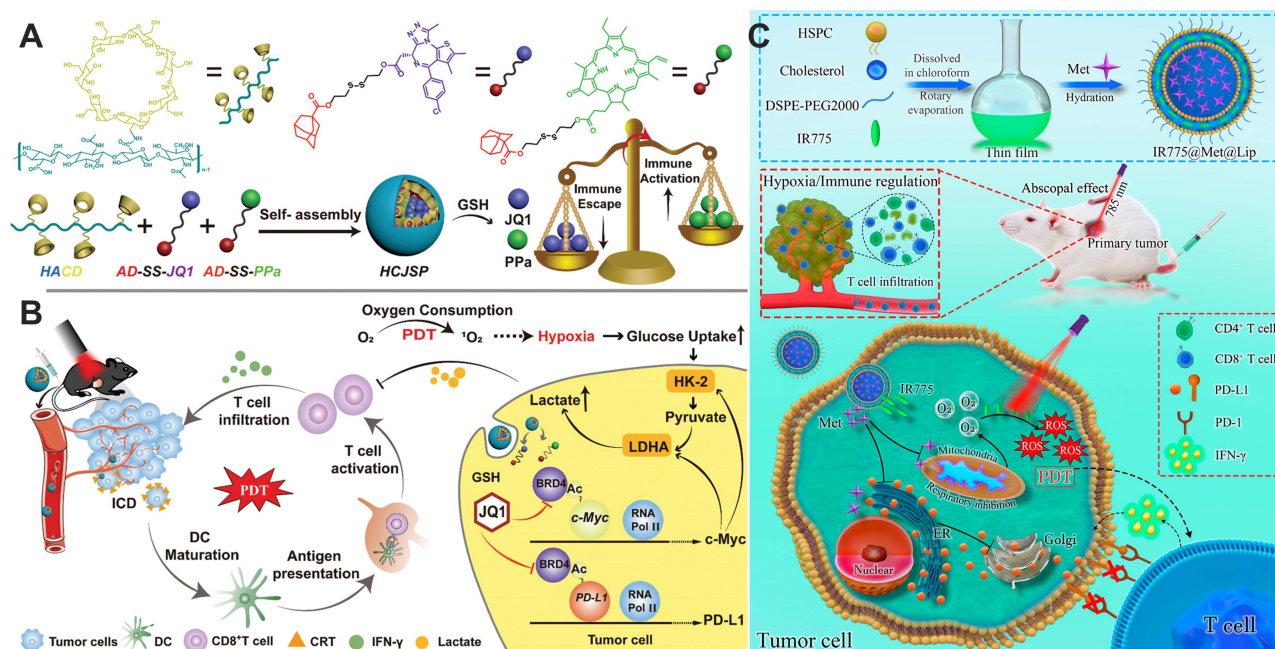 A
OH
HO
=
=
=
S-S
Cl
n-1
HACD
+
AD-SS-JQ1
+
AD-SS-PPa
Self- assembly
HCJSP
GSH
JQ1
PPa
Immune
Escape
Immune
Activation
B
Oxygen Consumption
O₂
PDT
¹O₂
Hypoxia
Glucose Uptake
HK-2
Pyruvate
LDHA
Lactate
T cell
infiltration
T cell
activation
ICD
PDT
DC
Maturation
Antigen
presentation
GSH
JQ1
BRD4
Ac
c-Myc
RNA
Pol II
c-Myc
BRD4
Ac
PD-L1
RNA
Pol II
PD-L1
Tumor cell
Tumor cells
DC
CD8⁺T cell
CRT
IFN-γ
Lactate
C
HSPC
Cholesterol
DSPE-PEG2000
IR775
Dissolved
in chloroform
Rotary
evaporation
Thin film
Met
Hydration
IR775@Met@Lip
Hypoxia/Immune regulation
T cell infiltration
Abscopal effect
785 nm
Primary tumor
CD4⁺ T cell
CD8⁺ T cell
PD-L1
PD-1
IFN-γ
IR775
Met
O₂
O₂
ROS
ROS
ROS
PDT
Mitochondria
Respiratory inhibition
ER
Golgi
Nuclear
Tumor cell
T cell